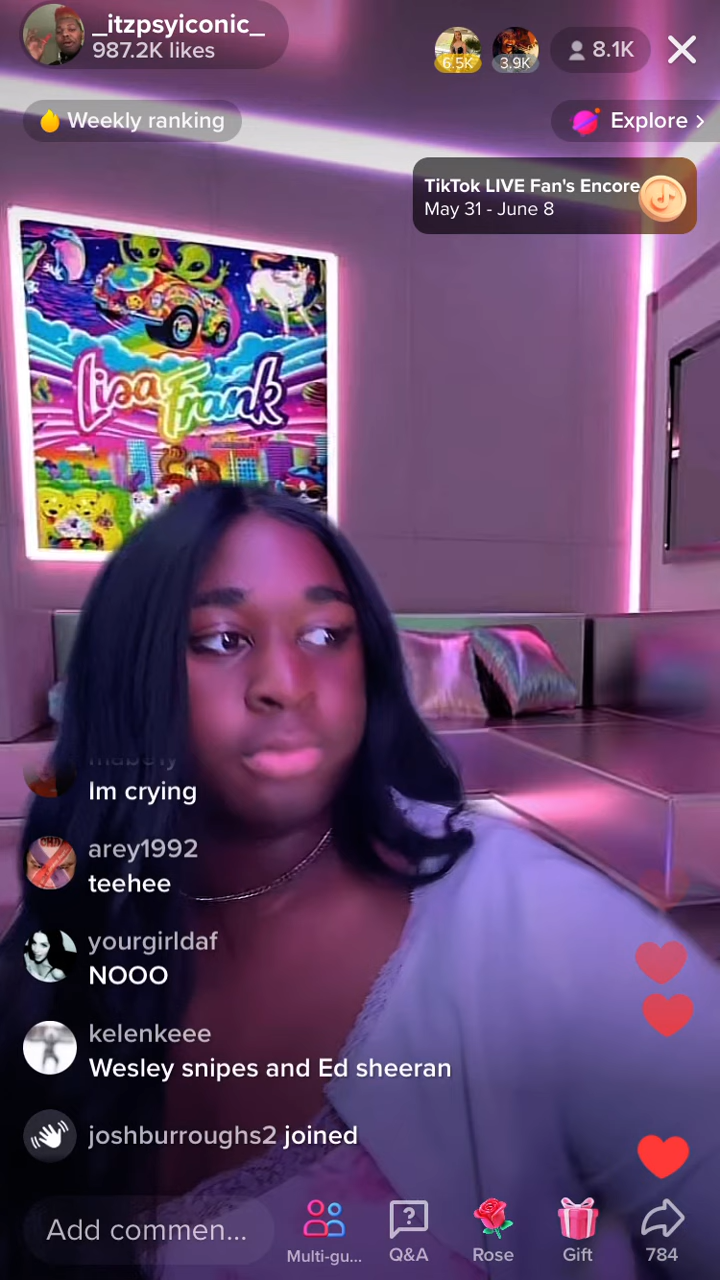 _itzpsyiconic_
987.2K likes
6.5K
3.9K
8.1K
Weekly ranking
Explore
TikTok LIVE Fan's Encore
May 31 - June 8
Lisa Frank
Im crying
arey1992
teehee
yourgirldaf
NOOO
kelenkeee
Wesley snipes and Ed sheeran
joshburroughs2 joined
Add commen...
Multi-gu...
Q&A
Rose
Gift
784